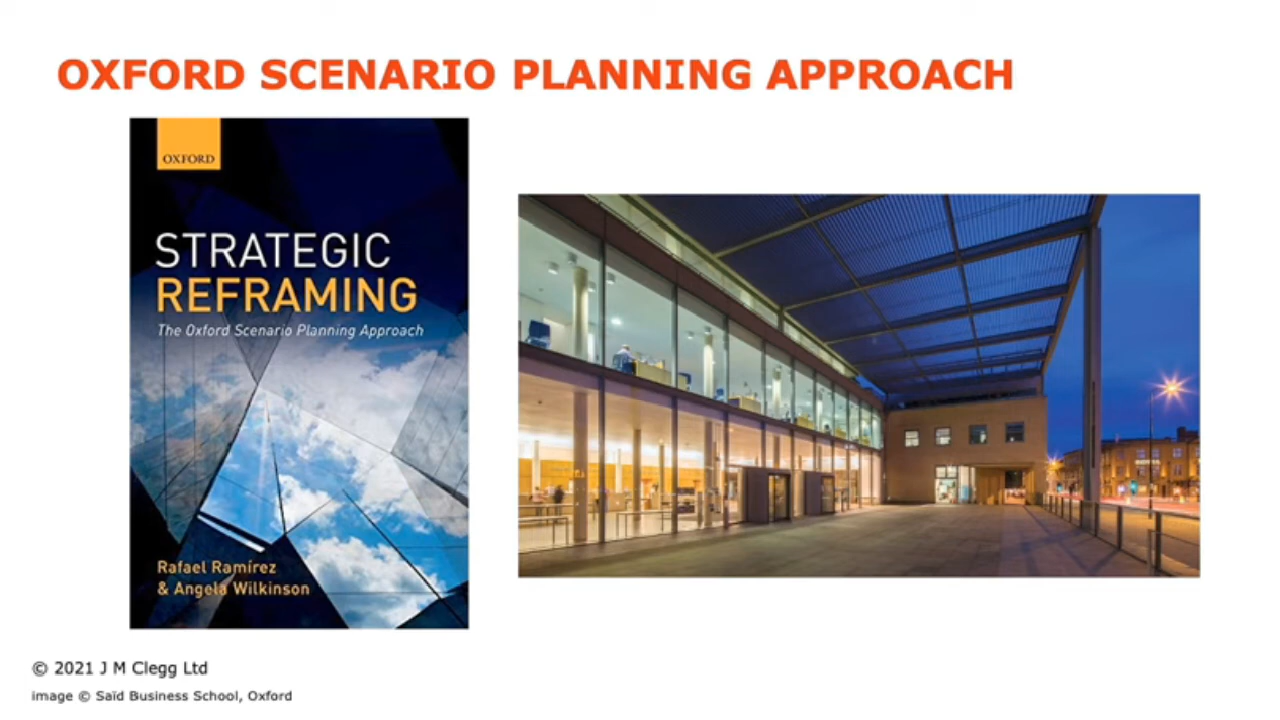 OXFORD SCENARIO PLANNING APPROACH
OXFORD
STRATEGIC
REFRAMING
The Oxford Scenario Planning Approach
Rafael Ramírez
& Angela Wilkinson
© 2021 J M Clegg Ltd
image © Saïd Business School, Oxford